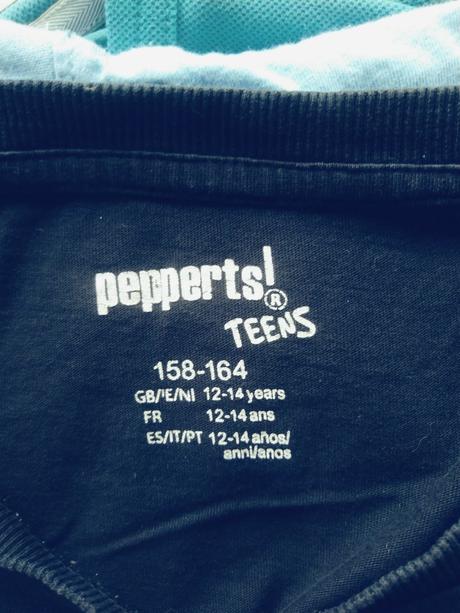 pepperts!®
TEENS
158-164
GB/IE/NI 12-14 years
FR 12-14 ans
ES/IT/PT 12-14 años/
anni/anos